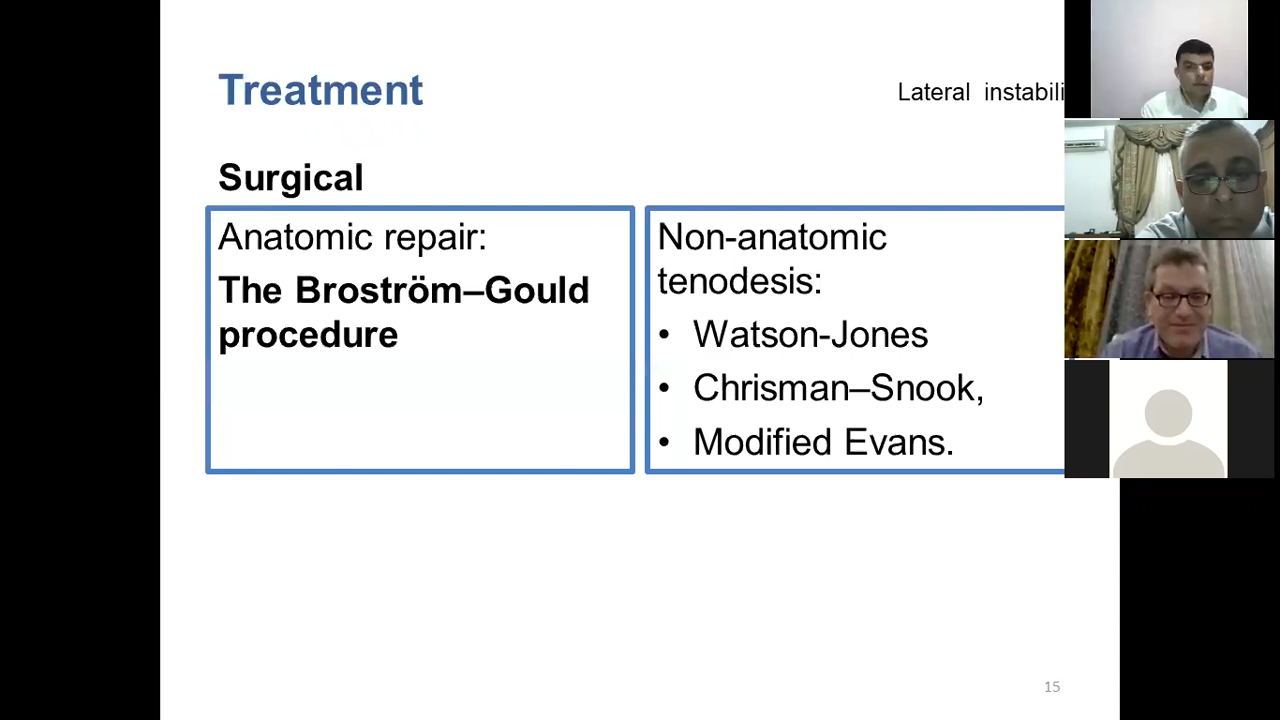 Treatment
Lateral instabili
Surgical
Anatomic repair:
The Broström–Gould
procedure
Non-anatomic
tenodesis:
• Watson-Jones
• Chrisman–Snook,
• Modified Evans.
15